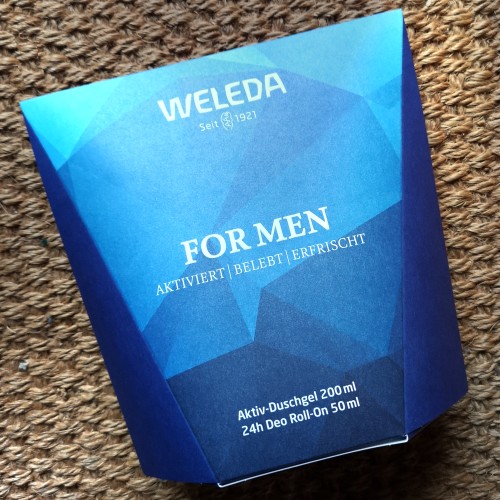 WELEDA
Seit 1921
FOR MEN
AKTIVIERT | BELEBT | ERFRISCHT
Aktiv-Duschgel 200 ml
24h Deo Roll-On 50 ml